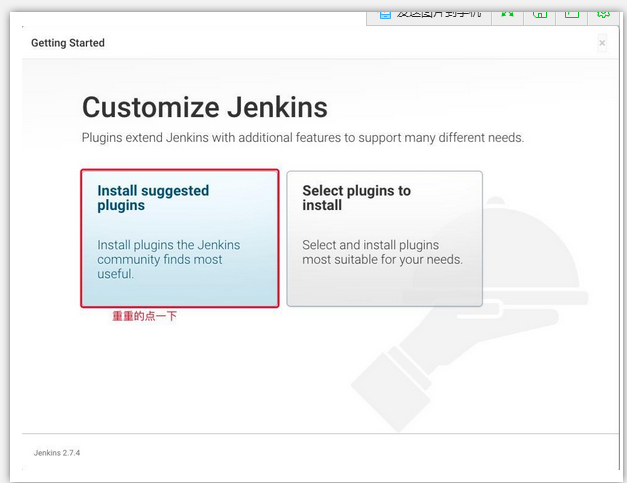 发送图片到手机
Getting Started
Customize Jenkins
Plugins extend Jenkins with additional features to support many different needs.
Install suggested
plugins
Install plugins the Jenkins
community finds most
useful.
Select plugins to
install
Select and install plugins
most suitable for your needs.
重重的点一下
Jenkins 2.7.4